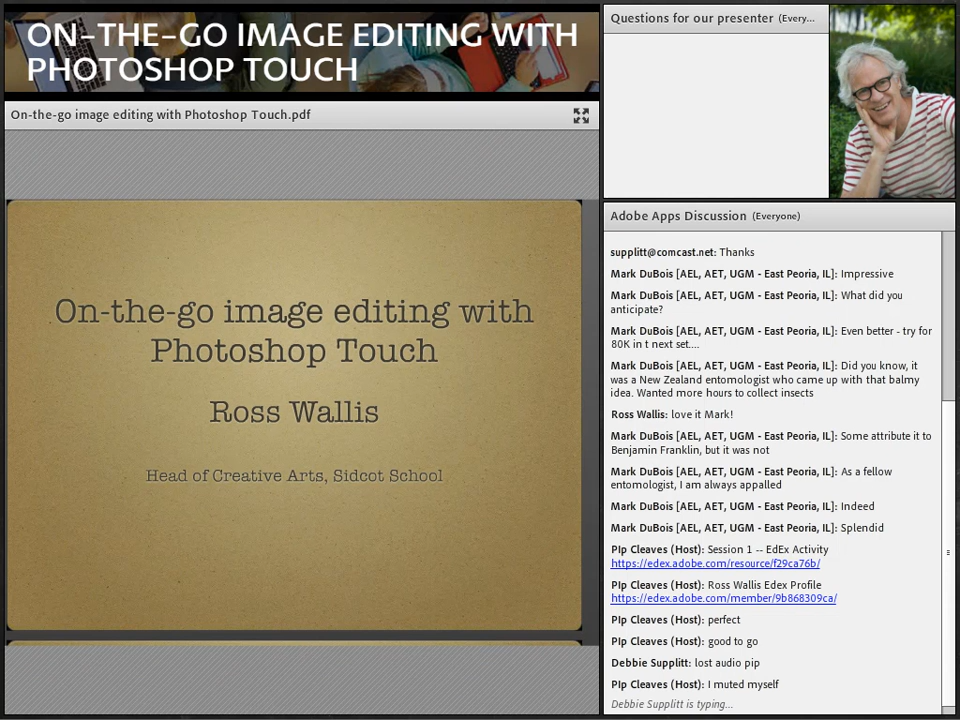 ON-THE-GO IMAGE EDITING WITH
PHOTOSHOP TOUCH
On-the-go image editing with Photoshop Touch.pdf
On-the-go image editing with
Photoshop Touch
Ross Wallis
Head of Creative Arts, Sidcot School
Questions for our presenter (Every...
Adobe Apps Discussion (Everyone)
supplitt@comcast.net: Thanks
Mark DuBois [AEL, AET, UGM - East Peoria, IL]: Impressive
Mark DuBois [AEL, AET, UGM - East Peoria, IL]: What did you
anticipate?
Mark DuBois [AEL, AET, UGM - East Peoria, IL]: Even better - try for
80K in t next set....
Mark DuBois [AEL, AET, UGM - East Peoria, IL]: Did you know, it
was a New Zealand entomologist who came up with that balmy
idea. Wanted more hours to collect insects
Ross Wallis: love it Mark!
Mark DuBois [AEL, AET, UGM - East Peoria, IL]: Some attribute it to
Benjamin Franklin, but it was not
Mark DuBois [AEL, AET, UGM - East Peoria, IL]: As a fellow
entomologist, I am always appalled
Mark DuBois [AEL, AET, UGM - East Peoria, IL]: Indeed
Mark DuBois [AEL, AET, UGM - East Peoria, IL]: Splendid
PIp Cleaves (Host): Session 1 -- EdEx Activity
https://edex.adobe.com/resource/f29ca76b/
PIp Cleaves (Host): Ross Wallis Edex Profile
https://edex.adobe.com/member/9b868309ca/
PIp Cleaves (Host): perfect
PIp Cleaves (Host): good to go
Debbie Supplitt: lost audio pip
PIp Cleaves (Host): I muted myself
Debbie Supplitt is typing...